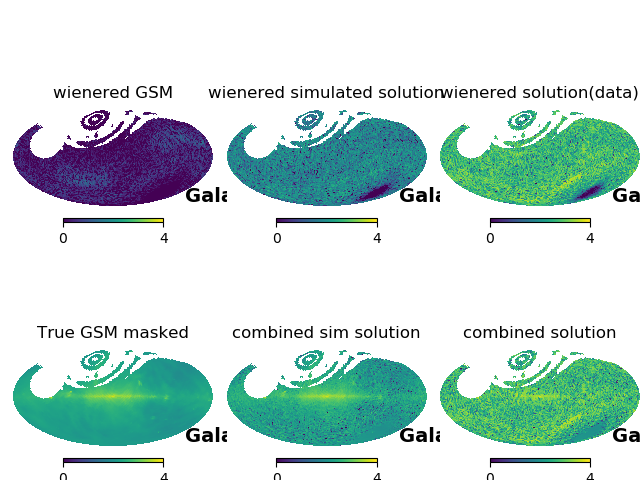 wienered GSM
wienered simulated solution
wienered solution(data)
Gala
Gala
Ga
0 4
0 4
0 4
True GSM masked
combined sim solution
combined solution
Gala
Gala
Ga
0 4
0 4
0 4